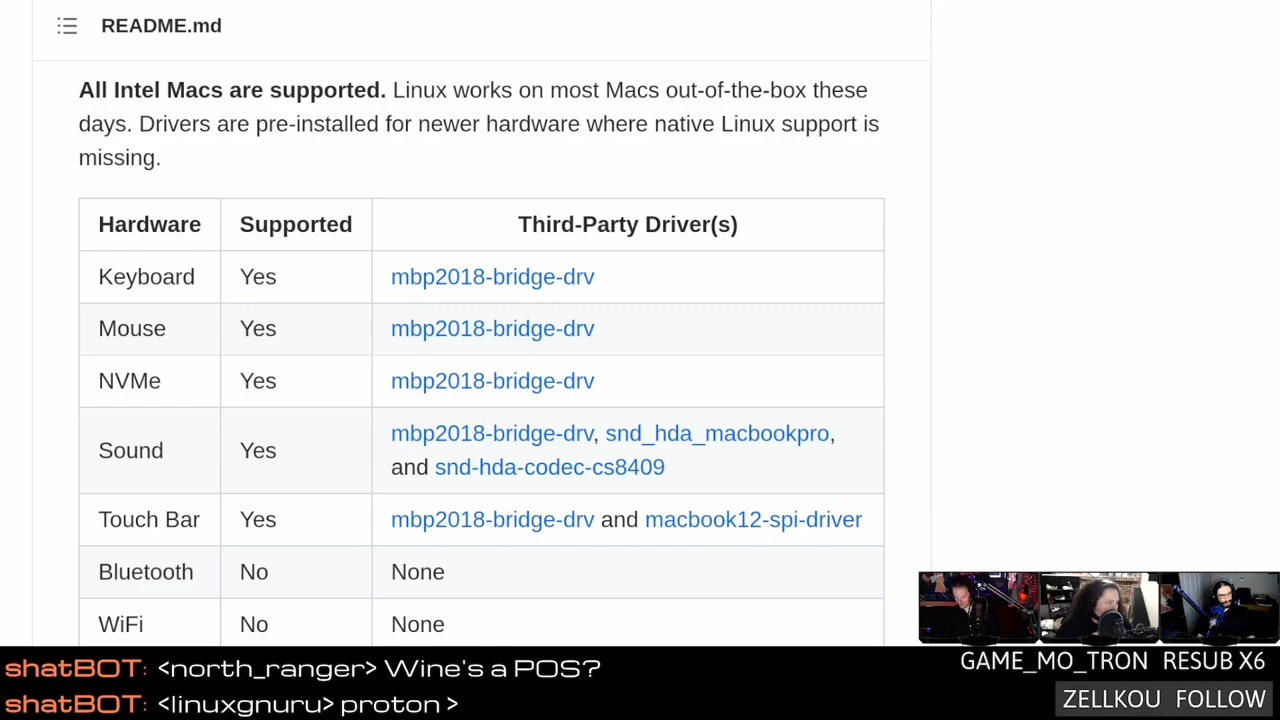 README.md
All Intel Macs are supported. Linux works on most Macs out-of-the-box these
days. Drivers are pre-installed for newer hardware where native Linux support is
missing.
Hardware Supported Third-Party Driver(s)
Keyboard Yes mbp2018-bridge-drv
Mouse Yes mbp2018-bridge-drv
NVMe Yes mbp2018-bridge-drv
Sound Yes mbp2018-bridge-drv, snd_hda_macbookpro,
and snd-hda-codec-cs8409
Touch Bar Yes mbp2018-bridge-drv and macbook12-spi-driver
Bluetooth No None
WiFi No None
shatBOT: <north_ranger> Wine's a POS?
GAME_MO_TRON RESUB X6
shatBOT: <linuxgnuru> proton >
ZELLKOU FOLLOW